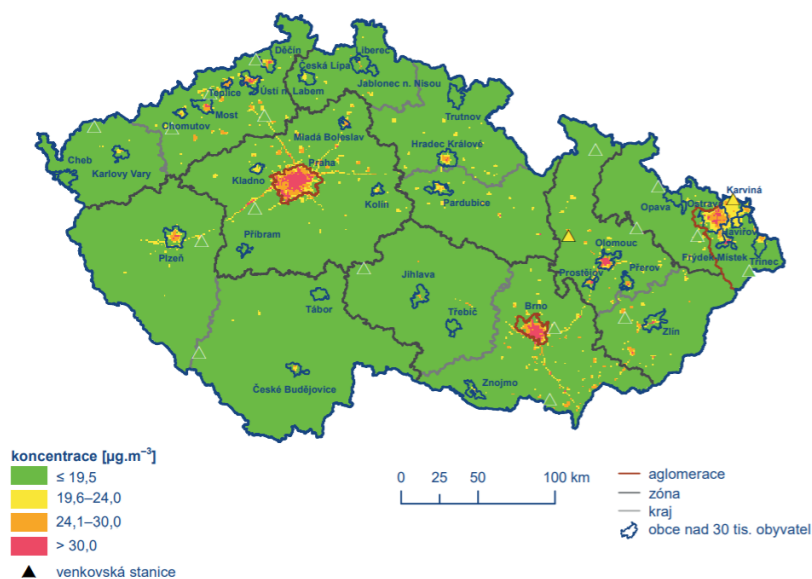 Děčín
Liberec
Česká Lípa
Teplice
Ústí n. Labem
Jablonec n. Nisou
Most
Trutnov
Chomutov
Mladá Boleslav
Hradec Králové
Cheb
Karlovy Vary
Praha
Kladno
Kolín
Pardubice
Karviná
Opava
Ostrava
Havířov
Plzeň
Příbram
Olomouc
Frýdek Místek
Třinec
Jihlava
Prostějov
Přerov
Tábor
Třebíč
Brno
Zlín
České Budějovice
Znojmo
koncentrace [µg.m⁻³]
≤ 19,5
19,6–24,0
24,1–30,0
> 30,0
venkovská stanice
0 25 50 100 km
aglomerace
zóna
kraj
obce nad 30 tis. obyvatel